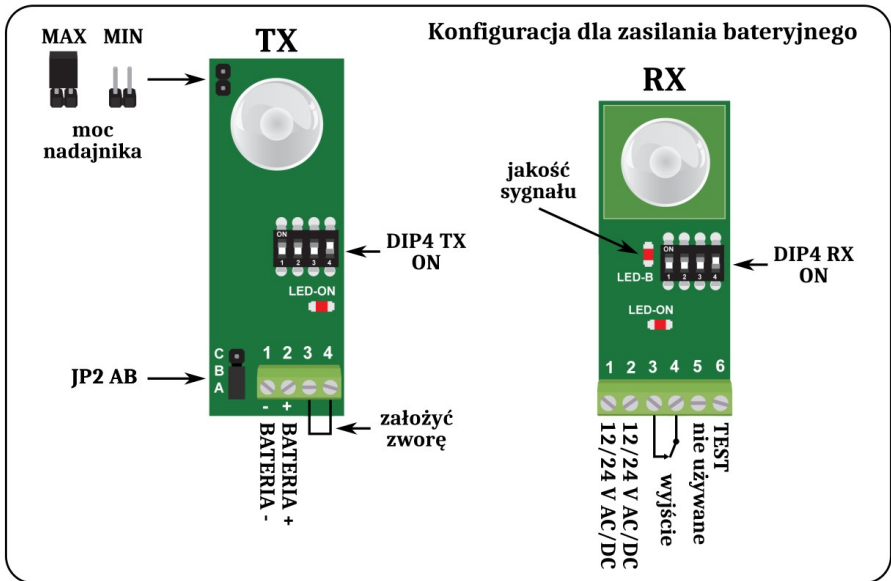 MAX MIN
moc
nadajnika
TX
Konfiguracja dla zasilania bateryjnego
RX
ON
1 2 3 4
DIP4 TX
ON
LED-ON
C
B
A
JP2 AB
1 2 3 4
- +
BATERIA -
BATERIA +
założyć
zworę
jakość
sygnału
LED-B
ON
1 2 3 4
DIP4 RX
ON
LED-ON
1 2 3 4 5 6
12/24 V AC/DC
12/24 V AC/DC
wyjście
nie używane
TEST